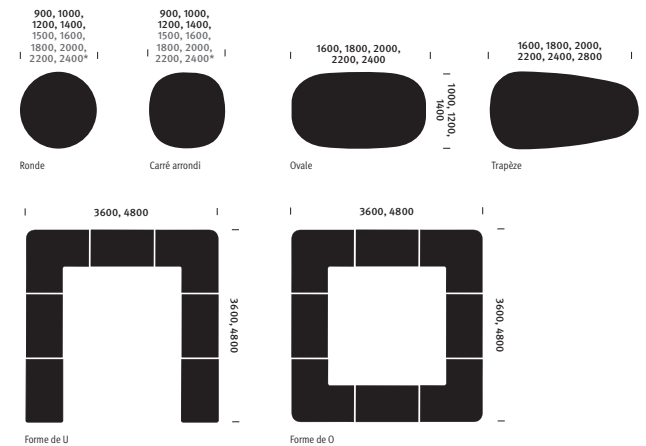 900, 1000,
1200, 1400,
1500, 1600,
1800, 2000,
2200, 2400*
900, 1000,
1200, 1400,
1500, 1600,
1800, 2000,
2200, 2400*
1600, 1800, 2000,
2200, 2400
1000, 1200,
1400
1600, 1800, 2000,
2200, 2400, 2800
Ronde
Carré arrondi
Ovale
Trapèze
3600, 4800
3600, 4800
3600, 4800
3600, 4800
Forme de U
Forme de O